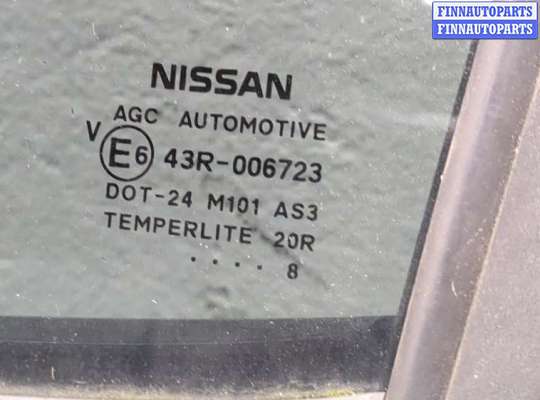 FINNAUTOPARTS
FINNAUTOPARTS
NISSAN
AGC AUTOMOTIVE
V E6 43R-006723
DOT-24 M101 AS3
TEMPERLITE 20R
.... 8